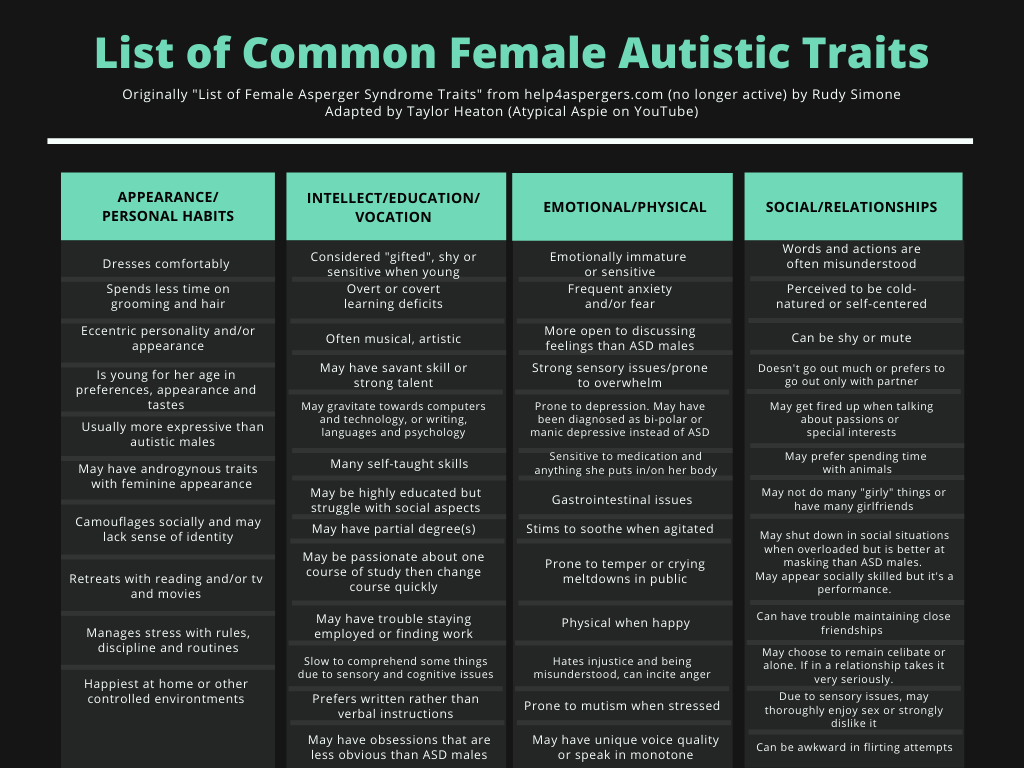 List of Common Female Autistic Traits
Originally "List of Female Asperger Syndrome Traits" from help4aspergers.com (no longer active) by Rudy Simone
Adapted by Taylor Heaton (Atypical Aspie on YouTube)
APPEARANCE/
PERSONAL HABITS
Dresses comfortably
Spends less time on
grooming and hair
Eccentric personality and/or
appearance
Is young for her age in
preferences, appearance and
tastes
Usually more expressive than
autistic males
May have androgynous traits
with feminine appearance
Camouflages socially and may
lack sense of identity
Retreats with reading and/or tv
and movies
Manages stress with rules,
discipline and routines
Happiest at home or other
controlled environments
INTELLECT/EDUCATION/
VOCATION
Considered "gifted", shy or
sensitive when young
Overt or covert
learning deficits
Often musical, artistic
May have savant skill or
strong talent
May gravitate towards computers
and technology, or writing,
languages and psychology
Many self-taught skills
May be highly educated but
struggle with social aspects
May have partial degree(s)
May be passionate about one
course of study then change
course quickly
May have trouble staying
employed or finding work
Slow to comprehend some things
due to sensory and cognitive issues
Prefers written rather than
verbal instructions
May have obsessions that are
less obvious than ASD males
EMOTIONAL/PHYSICAL
Emotionally immature
or sensitive
Frequent anxiety
and/or fear
More open to discussing
feelings than ASD males
Strong sensory issues/prone
to overwhelm
Prone to depression. May have
been diagnosed as bi-polar or
manic depressive instead of ASD
Sensitive to medication and
anything she puts in/on her body
Gastrointestinal issues
Stims to soothe when agitated
Prone to temper or crying
meltdowns in public
Physical when happy
Hates injustice and being
misunderstood, can incite anger
Prone to mutism when stressed
May have unique voice quality
or speak in monotone
SOCIAL/RELATIONSHIPS
Words and actions are
often misunderstood
Perceived to be cold-
natured or self-centered
Can be shy or mute
Doesn't go out much or prefers to
go out only with partner
May get fired up when talking
about passions or
special interests
May prefer spending time
with animals
May not do many "girly" things or
have many girlfriends
May shut down in social situations
when overloaded but is better at
masking than ASD males.
May appear socially skilled but it's a
performance.
Can have trouble maintaining close
friendships
May choose to remain celibate or
alone. If in a relationship takes it
very seriously.
Due to sensory issues, may
thoroughly enjoy sex or strongly
dislike it
Can be awkward in flirting attempts